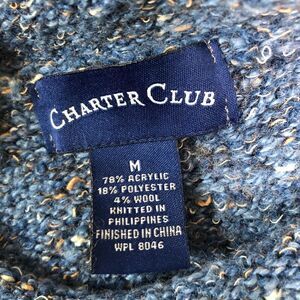 CHARTER CLUB
M
78% ACRYLIC
18% POLYESTER
4% WOOL
KNITTED IN
PHILIPPINES
FINISHED IN CHINA
WPL 8046